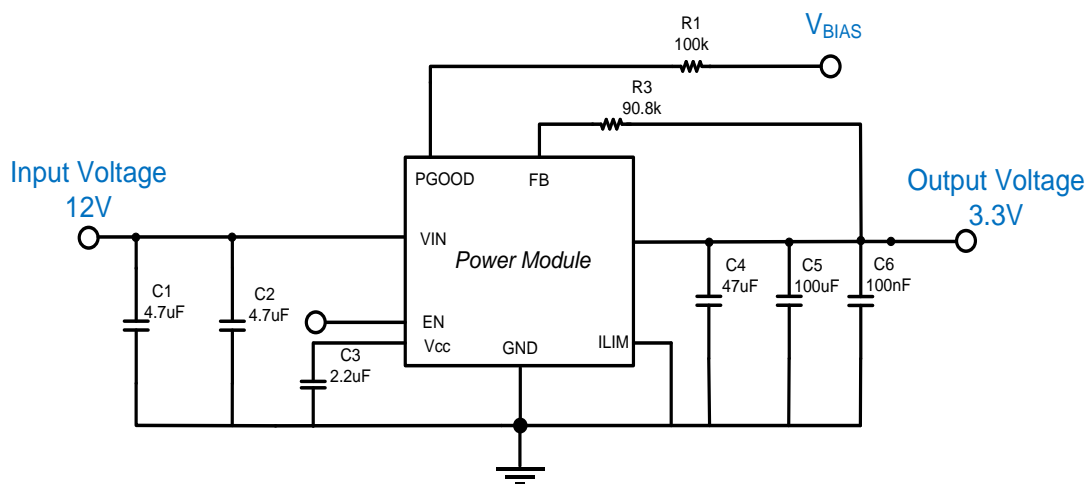 R1
100k
V_BIAS
R3
90.8k
PGOOD
FB
Input Voltage
12V
Output Voltage
3.3V
VIN
Power Module
C1
4.7uF
C2
4.7uF
EN
Vcc
C3
2.2uF
GND
ILIM
C4
47uF
C5
100uF
C6
100nF